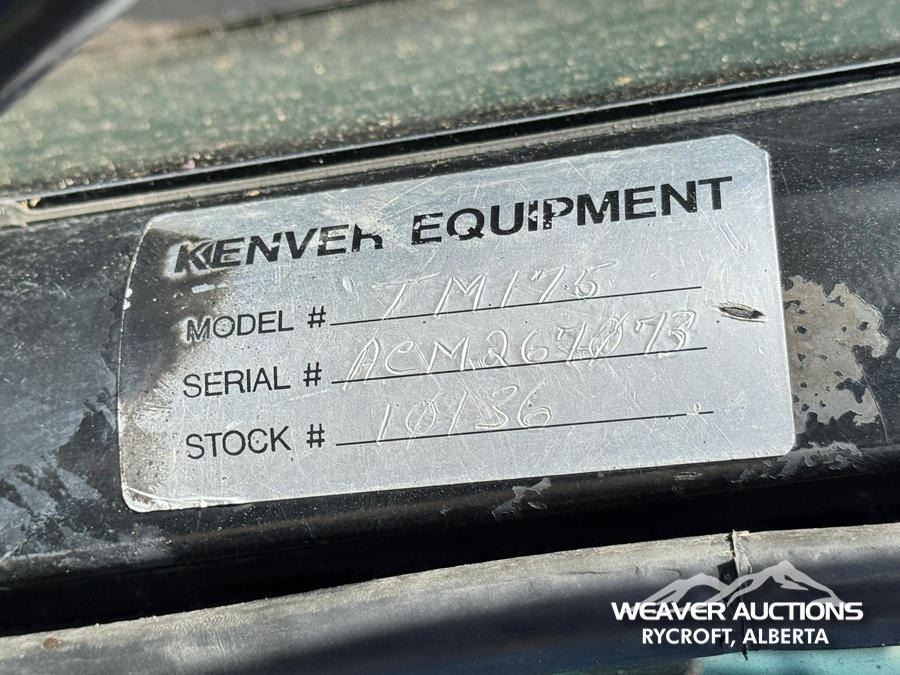 KENVER EQUIPMENT
MODEL # TM175
SERIAL # ACM267073
STOCK # 10136
WEAVER AUCTIONS
RYCROFT, ALBERTA